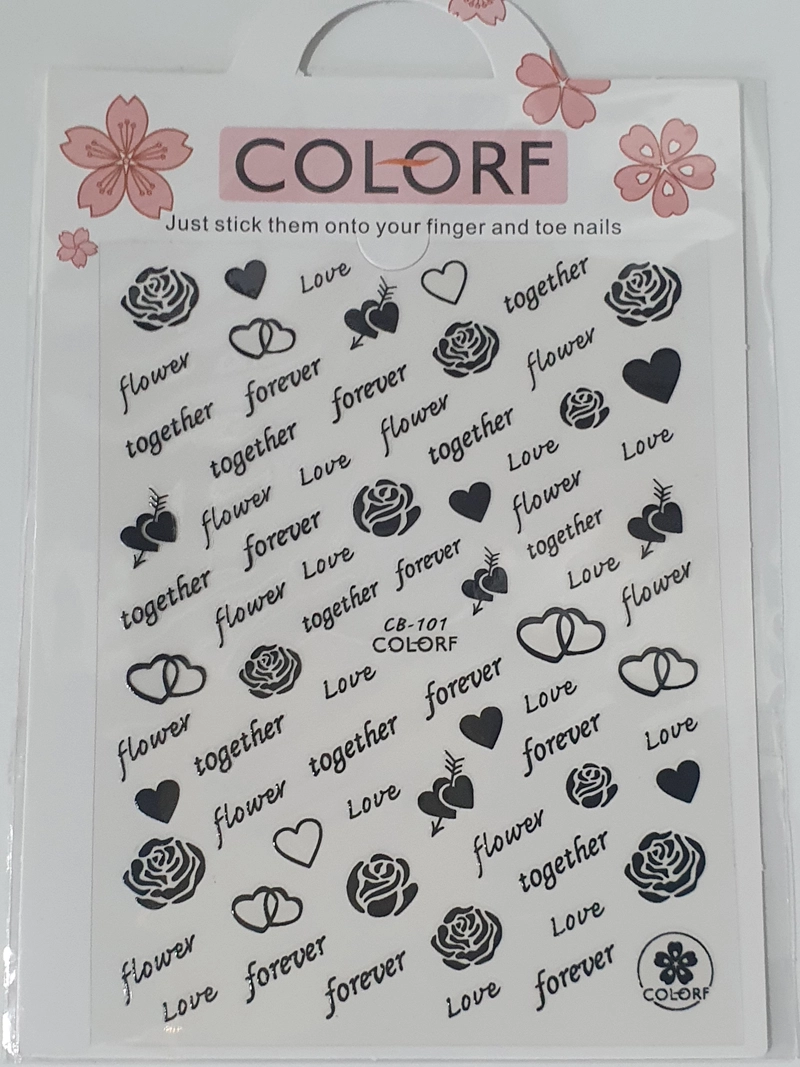 COLORF
Just stick them onto your finger and toe nails
Love together
flower forever forever flower
together together flower together Love Love
flower Love flower
together forever together
flower Love forever Love flower
together
CB-101
COLORF
Love forever Love
flower together together forever Love
flower Love flower together
Love
flower forever forever forever
Love Love
COLORF